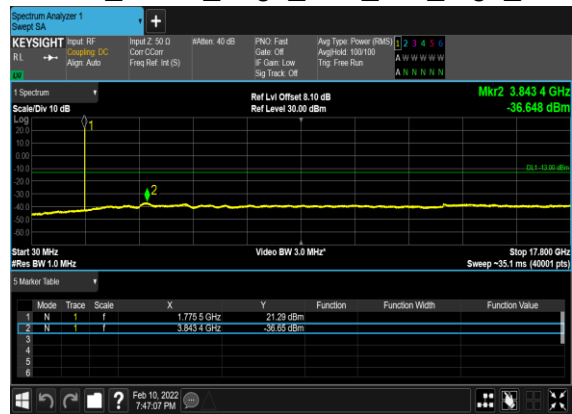 Spectrum Analyzer 1
Swept SA
KEYSIGHT Input: RF Input Z: 50 Ω #Atten: 40 dB PNO: Fast Avg Type: Power (RMS) 1 2 3 4 5 6
RL Coupling: DC Corr CCorr Gate: Off Avg|Hold: 100/100 A W W W W W
Align: Auto Freq Ref: Int (S) IF Gain: Low Trig: Free Run
Sig Track: Off A N N N N N
1 Spectrum
Scale/Div 10 dB Ref Lvl Offset 8.10 dB Mkr2 3.843 4 GHz
Ref Level 30.00 dBm -36.648 dBm
Log
20.0 1
10.0
0.00
-10.0 DL1 -13.00 dBm
-20.0
-30.0 2
-40.0
-50.0
-60.0
Start 30 MHz Video BW 3.0 MHz* Stop 17.800 GHz
#Res BW 1.0 MHz Sweep ~35.1 ms (40001 pts)
5 Marker Table
Mode Trace Scale X Y Function Function Width Function Value
1 N 1 f 1.775 5 GHz 21.29 dBm
2 N 1 f 3.843 4 GHz -36.65 dBm
3
4
5
6
? Feb 10, 2022
7:47:07 PM